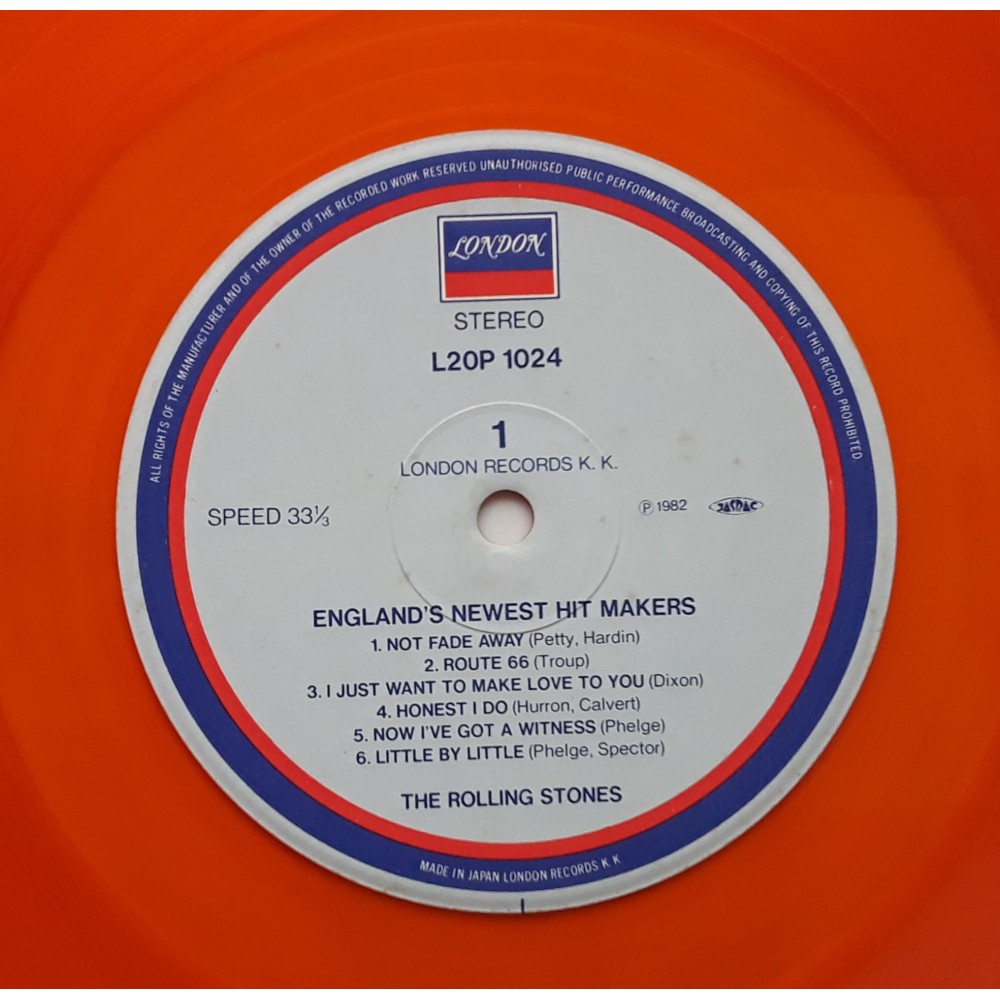 ALL RIGHTS OF THE MANUFACTURER AND OF THE OWNER OF THE RECORDED WORK RESERVED UNAUTHORISED PUBLIC PERFORMANCE BROADCASTING AND COPYING OF THIS RECORD PROHIBITED.
LONDON
STEREO
L20P 1024
1
LONDON RECORDS K. K.
SPEED 33⅓
℗ 1982 JASRAC
ENGLAND'S NEWEST HIT MAKERS
1. NOT FADE AWAY (Petty, Hardin)
2. ROUTE 66 (Troup)
3. I JUST WANT TO MAKE LOVE TO YOU (Dixon)
4. HONEST I DO (Hurron, Calvert)
5. NOW I'VE GOT A WITNESS (Phelge)
6. LITTLE BY LITTLE (Phelge, Spector)
THE ROLLING STONES
MADE IN JAPAN LONDON RECORDS K K